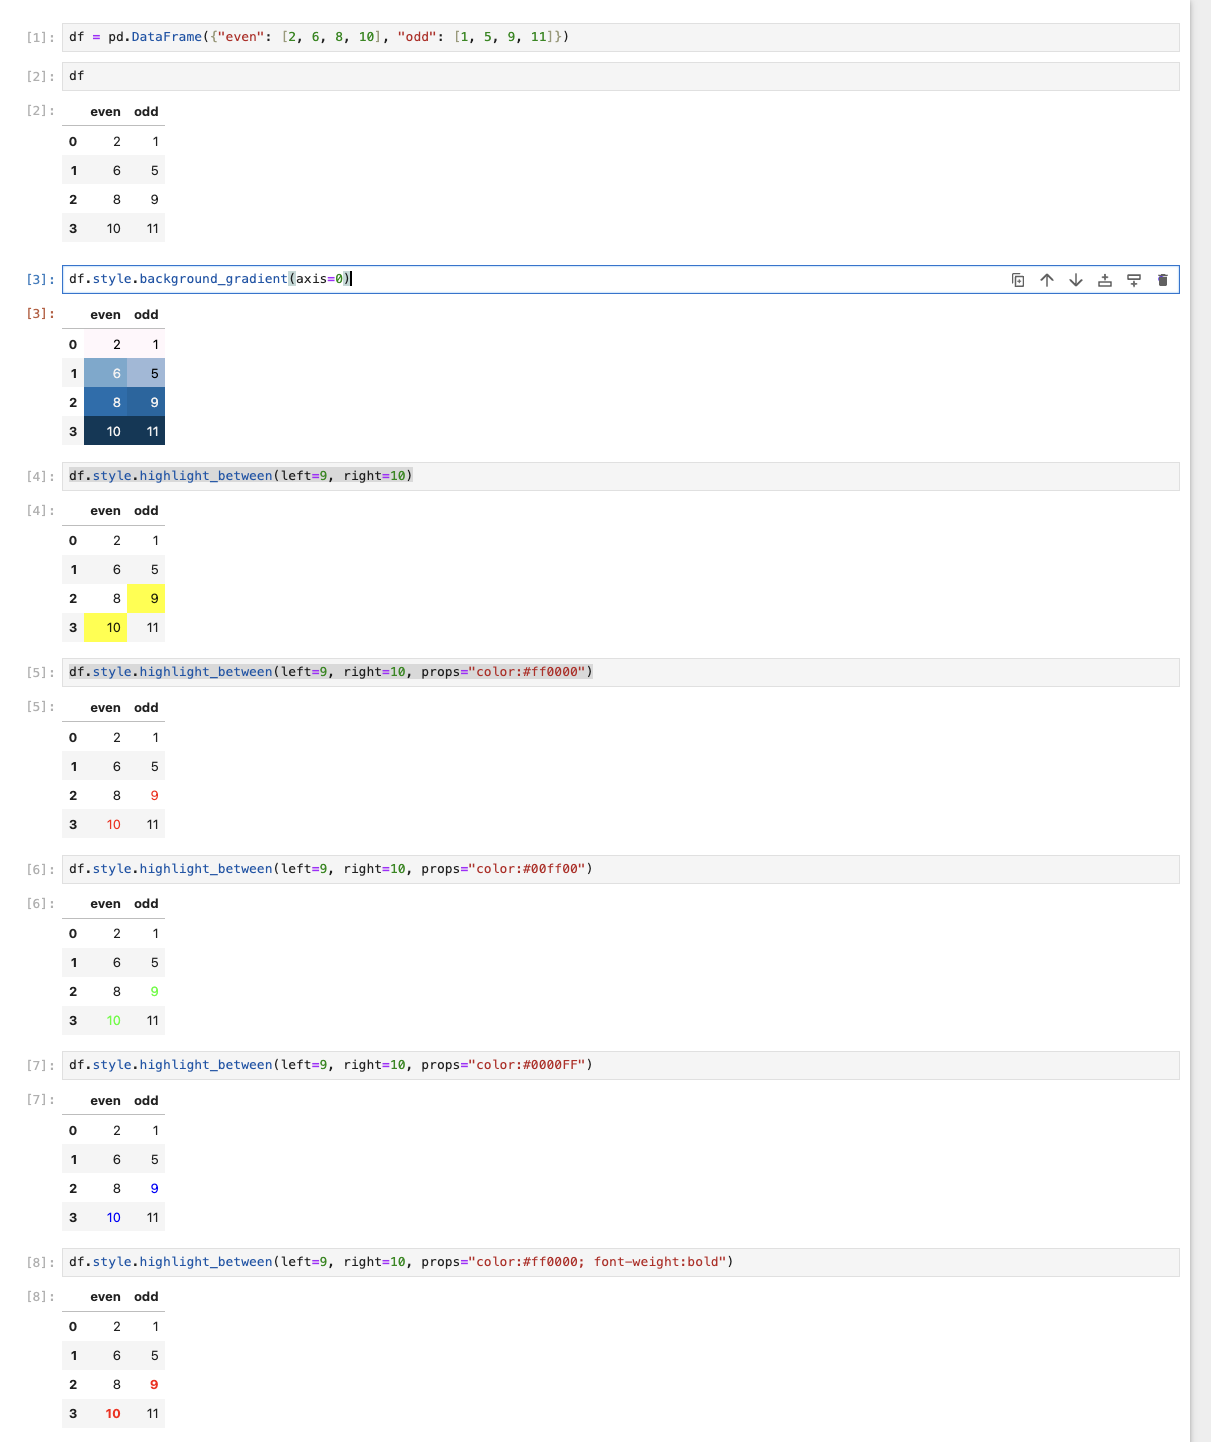 [1]: df = pd.DataFrame({"even": [2, 6, 8, 10], "odd": [1, 5, 9, 11]})
[2]: df
[2]: even odd
0 2 1
1 6 5
2 8 9
3 10 11
[3]: df.style.background_gradient(axis=0)
[3]: even odd
0 2 1
1 6 5
2 8 9
3 10 11
[4]: df.style.highlight_between(left=9, right=10)
[4]: even odd
0 2 1
1 6 5
2 8 9
3 10 11
[5]: df.style.highlight_between(left=9, right=10, props="color:#ff0000")
[5]: even odd
0 2 1
1 6 5
2 8 9
3 10 11
[6]: df.style.highlight_between(left=9, right=10, props="color:#00ff00")
[6]: even odd
0 2 1
1 6 5
2 8 9
3 10 11
[7]: df.style.highlight_between(left=9, right=10, props="color:#0000FF")
[7]: even odd
0 2 1
1 6 5
2 8 9
3 10 11
[8]: df.style.highlight_between(left=9, right=10, props="color:#ff0000; font-weight:bold")
[8]: even odd
0 2 1
1 6 5
2 8 9
3 10 11